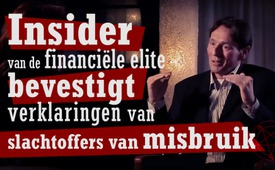 Insider
van de financiële elite
bevestigt
verklaringen van
slachtoffers van misbruik